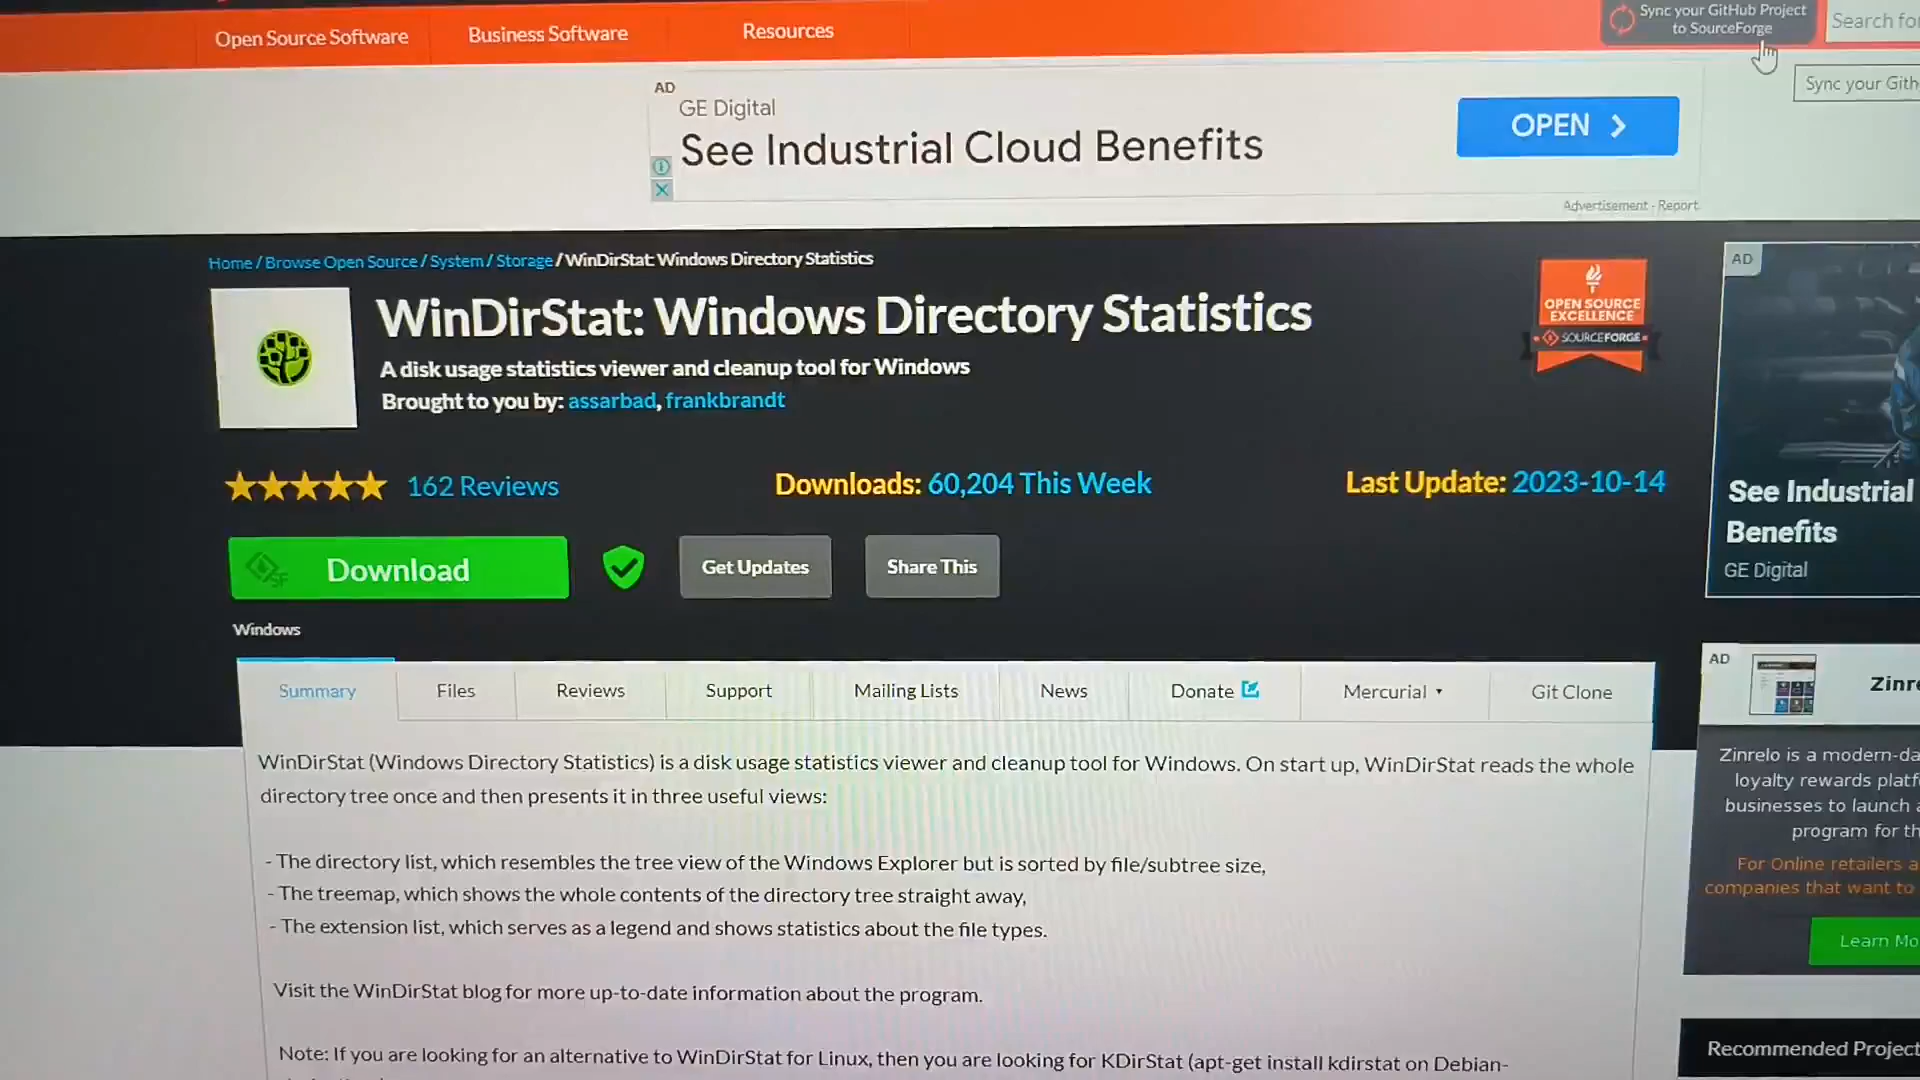 Open Source Software
Business Software
Resources
Sync your GitHub Project
to SourceForge
Search fo
Sync your Gith
AD
GE Digital
See Industrial Cloud Benefits
OPEN
Advertisement - Report
Home / Browse Open Source / System / Storage / WinDirStat: Windows Directory Statistics
WinDirStat: Windows Directory Statistics
A disk usage statistics viewer and cleanup tool for Windows
Brought to you by: assarbad, frankbrandt
OPEN SOURCE
EXCELLENCE
SOURCEFORGE
162 Reviews
Downloads: 60,204 This Week
Last Update: 2023-10-14
SF
Download
Get Updates
Share This
Windows
AD
See Industrial
Benefits
GE Digital
Summary
Files
Reviews
Support
Mailing Lists
News
Donate
Mercurial
Git Clone
WinDirStat (Windows Directory Statistics) is a disk usage statistics viewer and cleanup tool for Windows. On start up, WinDirStat reads the whole
directory tree once and then presents it in three useful views:
- The directory list, which resembles the tree view of the Windows Explorer but is sorted by file/subtree size,
- The treemap, which shows the whole contents of the directory tree straight away,
- The extension list, which serves as a legend and shows statistics about the file types.
Visit the WinDirStat blog for more up-to-date information about the program.
Note: If you are looking for an alternative to WinDirStat for Linux, then you are looking for KDirStat (apt-get install kdirstat on Debian-
AD
Zinre
Zinrelo is a modern-da
loyalty rewards platf
businesses to launch a
program for th
For Online retailers a
companies that want to
Learn Mo
Recommended Project